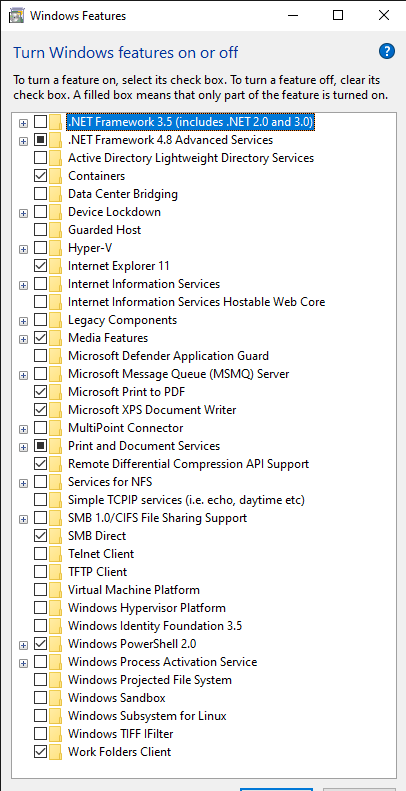 Windows Features
Turn Windows features on or off
To turn a feature on, select its check box. To turn a feature off, clear its
check box. A filled box means that only part of the feature is turned on.
.NET Framework 3.5 (includes .NET 2.0 and 3.0)
.NET Framework 4.8 Advanced Services
Active Directory Lightweight Directory Services
Containers
Data Center Bridging
Device Lockdown
Guarded Host
Hyper-V
Internet Explorer 11
Internet Information Services
Internet Information Services Hostable Web Core
Legacy Components
Media Features
Microsoft Defender Application Guard
Microsoft Message Queue (MSMQ) Server
Microsoft Print to PDF
Microsoft XPS Document Writer
MultiPoint Connector
Print and Document Services
Remote Differential Compression API Support
Services for NFS
Simple TCPIP services (i.e. echo, daytime etc)
SMB 1.0/CIFS File Sharing Support
SMB Direct
Telnet Client
TFTP Client
Virtual Machine Platform
Windows Hypervisor Platform
Windows Identity Foundation 3.5
Windows PowerShell 2.0
Windows Process Activation Service
Windows Projected File System
Windows Sandbox
Windows Subsystem for Linux
Windows TIFF IFilter
Work Folders Client